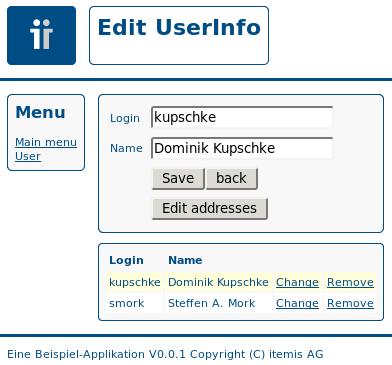 Edit UserInfo
Menu
Main menu
User
Login kupschke
Name Dominik Kupschke
Save back
Edit addresses
Login Name
kupschke Dominik Kupschke Change Remove
smork Steffen A. Mork Change Remove
Eine Beispiel-Applikation V0.0.1 Copyright (C) itemis AG